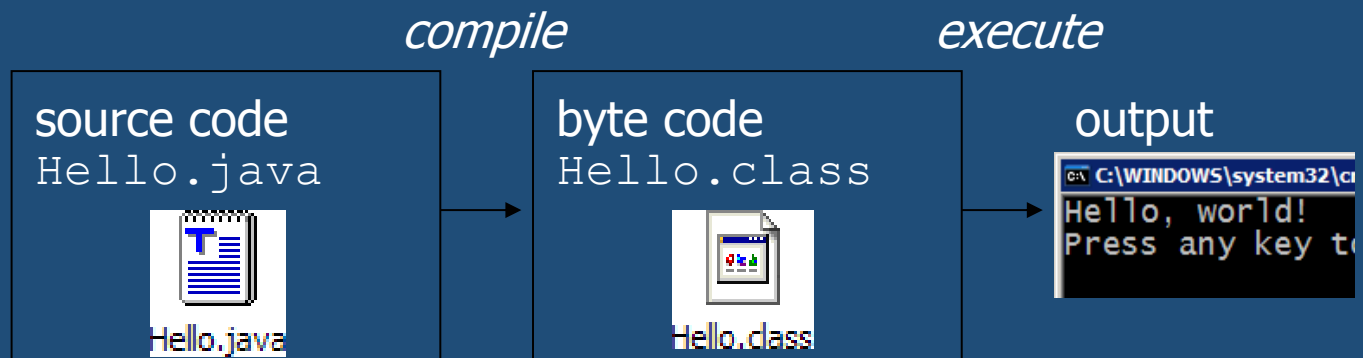 compile
execute
source code
Hello.java
Hello.java
byte code
Hello.class
Hello.class
output
C:\WINDOWS\system32\c
Hello, world!
Press any key t